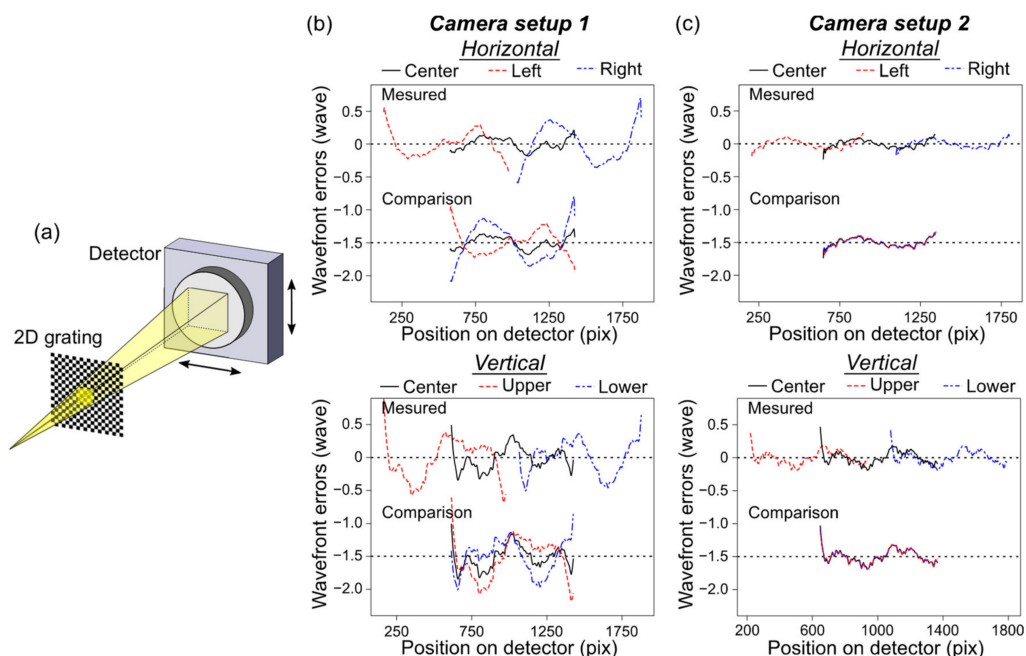 (a)
Detector
2D grating
(b)
Camera setup 1
Horizontal
Center Left Right
Mesured
0.5
0
−0.5
Comparison
−1.0
−1.5
−2.0
Wavefront errors (wave)
250 750 1250 1750
Position on detector (pix)
Vertical
Center Upper Lower
Mesured
0.5
0
−0.5
Comparison
−1.0
−1.5
−2.0
Wavefront errors (wave)
250 750 1250 1750
Position on detector (pix)
(c)
Camera setup 2
Horizontal
Center Left Right
Mesured
0.5
0
−0.5
Comparison
−1.0
−1.5
−2.0
Wavefront errors (wave)
250 750 1250 1750
Position on detector (pix)
Vertical
Center Upper Lower
Mesured
0.5
0
−0.5
Comparison
−1.0
−1.5
−2.0
Wavefront errors (wave)
200 600 1000 1400 1800
Position on detector (pix)